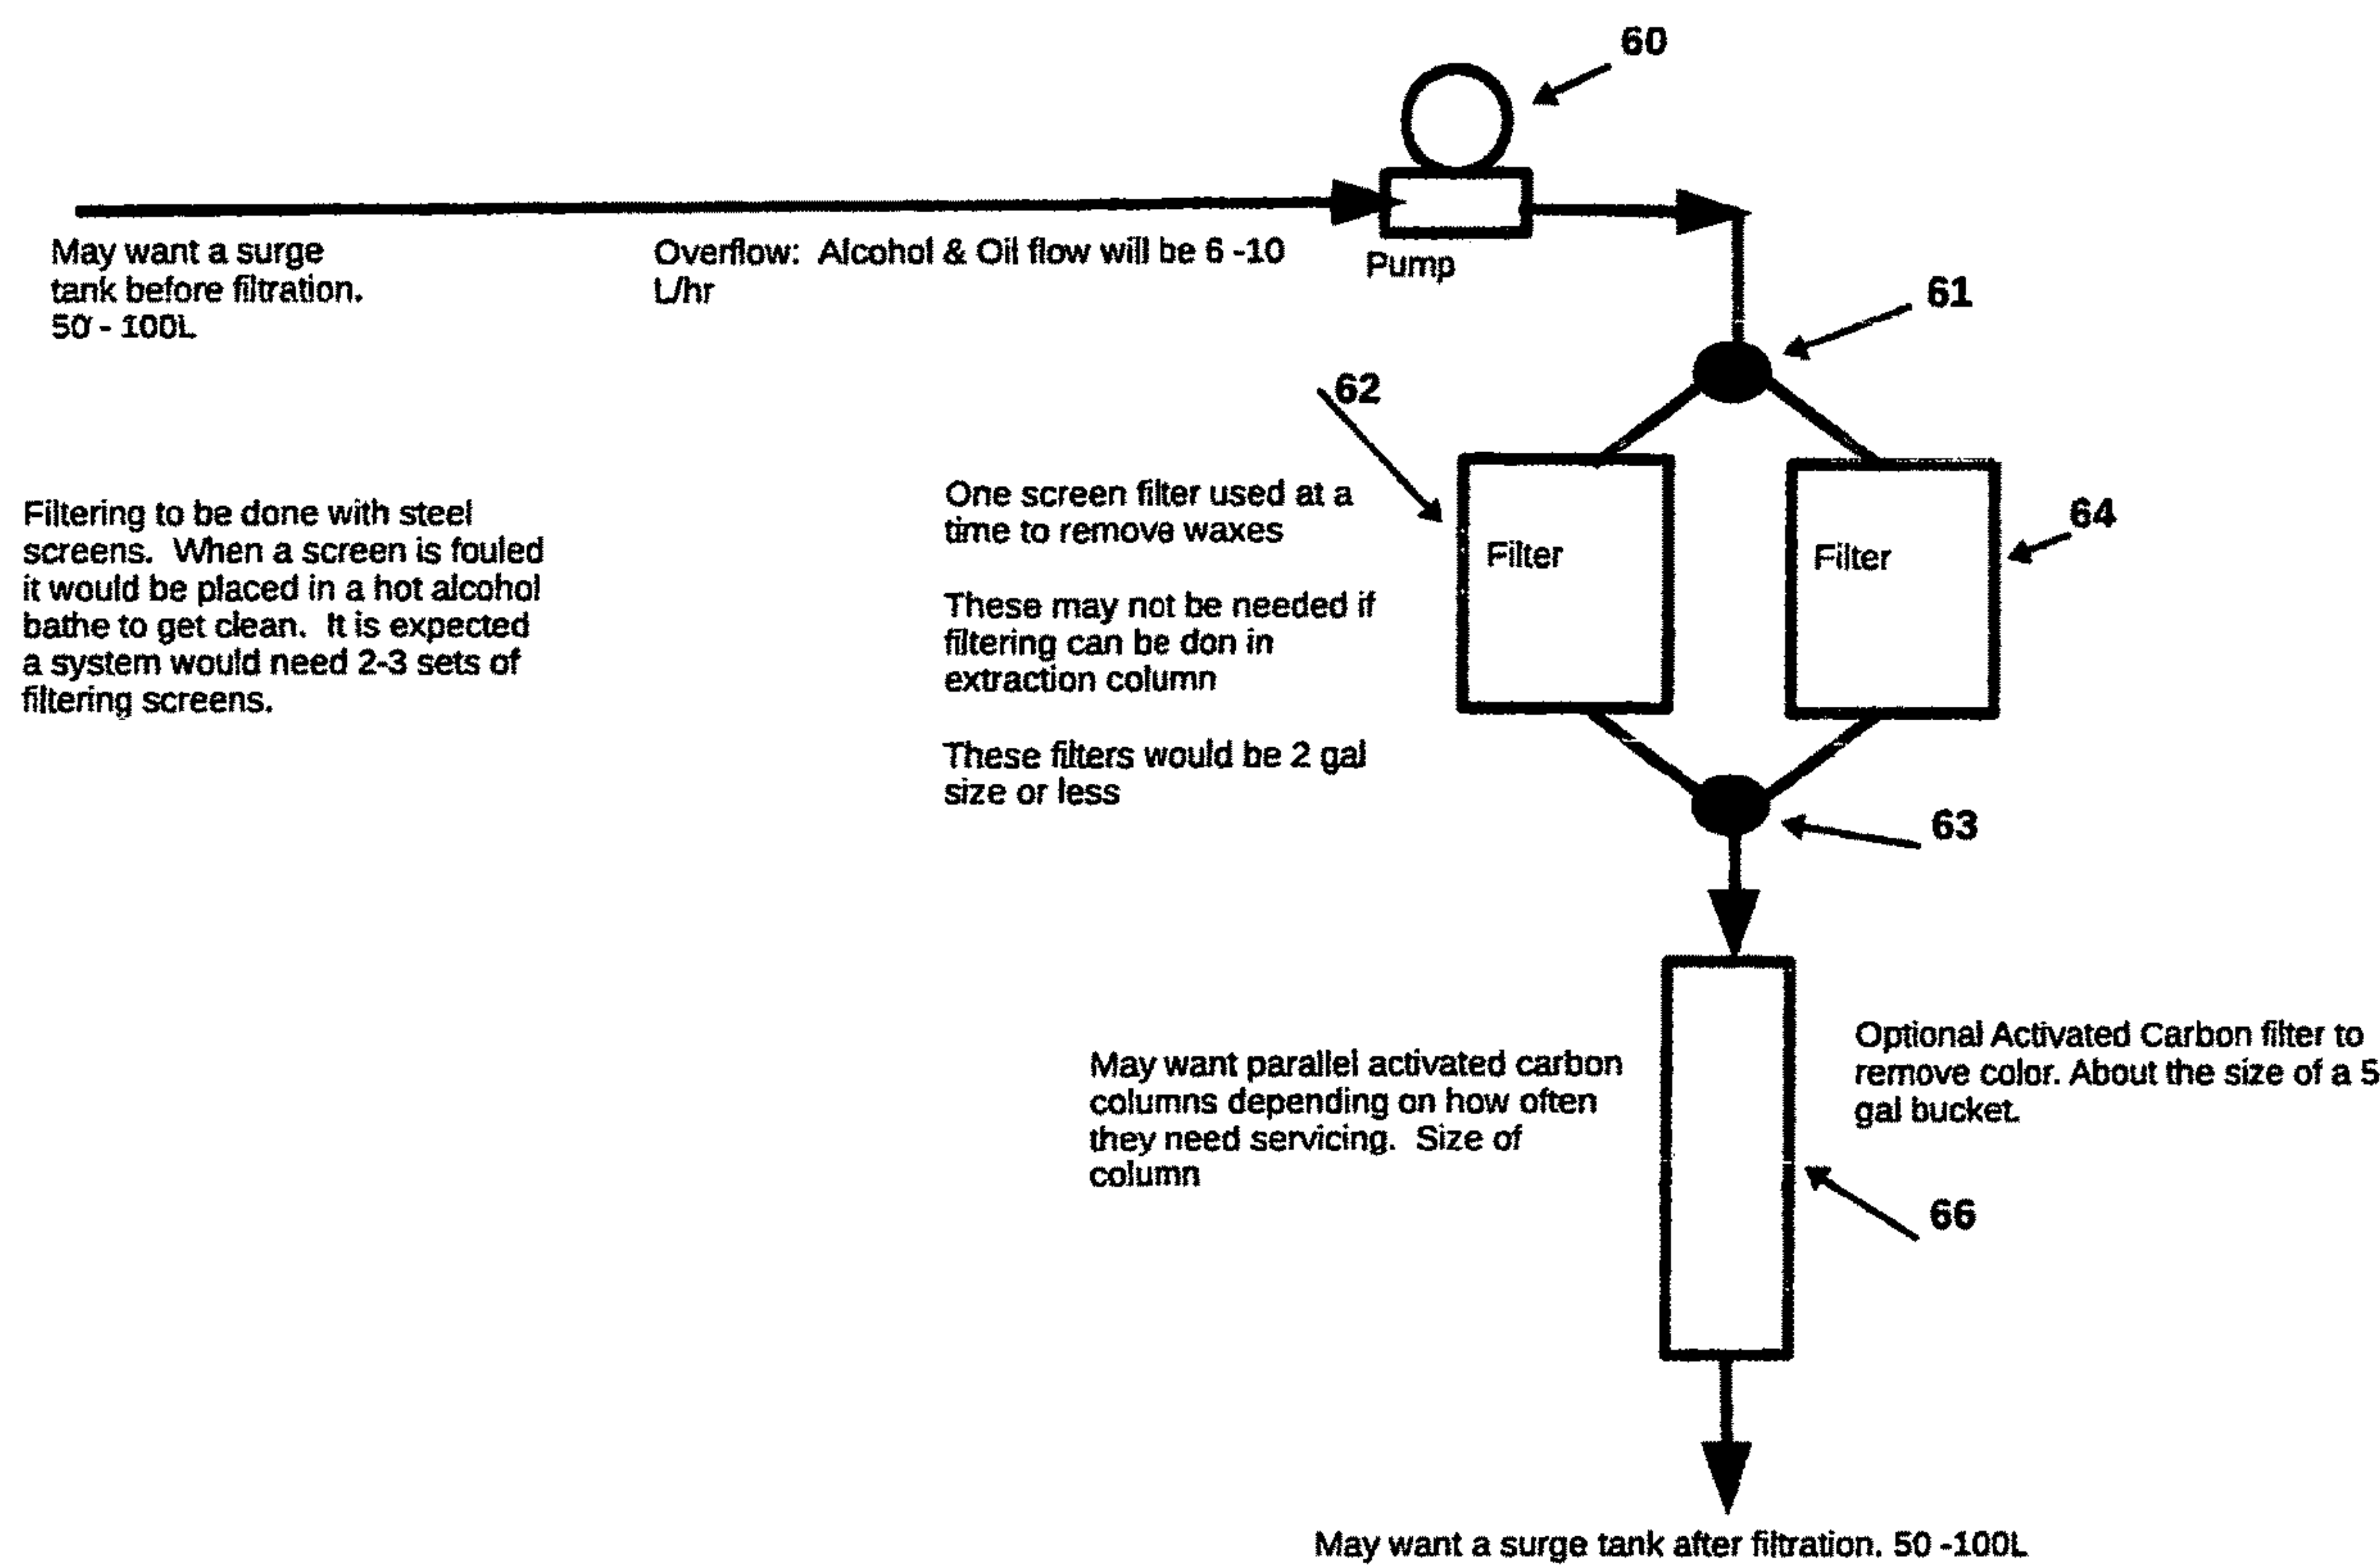 60
May want a surge
tank before filtration.
50 - 100L
Overflow:  Alcohol & Oil flow will be 6 -10
L/hr
Pump
61
62
Filtering to be done with steel
screens.  When a screen is fouled
it would be placed in a hot alcohol
bathe to get clean.  It is expected
a system would need 2-3 sets of
filtering screens.
One screen filter used at a
time to remove waxes
These may not be needed if
filtering can be don in
extraction column
These filters would be 2 gal
size or less
Filter
Filter
64
63
May want parallel activated carbon
columns depending on how often
they need servicing.  Size of
column
Optional Activated Carbon filter to
remove color. About the size of a 5
gal bucket.
66
May want a surge tank after filtration. 50 -100L